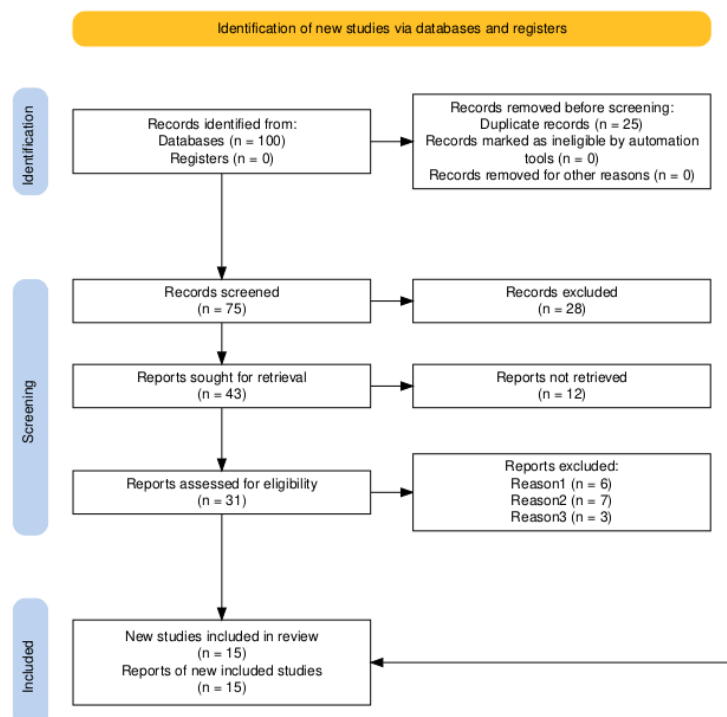 Identification of new studies via databases and registers
Identification
Records identified from:
Databases (n = 100)
Registers (n = 0)
Records removed before screening:
Duplicate records (n = 25)
Records marked as ineligible by automation
tools (n = 0)
Records removed for other reasons (n = 0)
Screening
Records screened
(n = 75)
Records excluded
(n = 28)
Reports sought for retrieval
(n = 43)
Reports not retrieved
(n = 12)
Reports assessed for eligibility
(n = 31)
Reports excluded:
Reason1 (n = 6)
Reason2 (n = 7)
Reason3 (n = 3)
Included
New studies included in review
(n = 15)
Reports of new included studies
(n = 15)